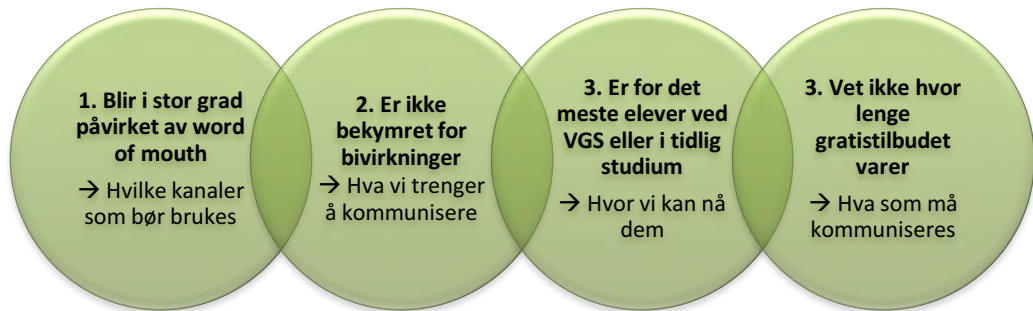 1. Blir i stor grad
påvirket av word
of mouth
→ Hvilke kanaler
som bør brukes
2. Er ikke
bekymret for
bivirkninger
→ Hva vi trenger
å kommunisere
3. Er for det
meste elever ved
VGS eller i tidlig
studium
→ Hvor vi kan nå
dem
3. Vet ikke hvor
lenge
gratistilbudet
varer
→ Hva som må
kommuniseres